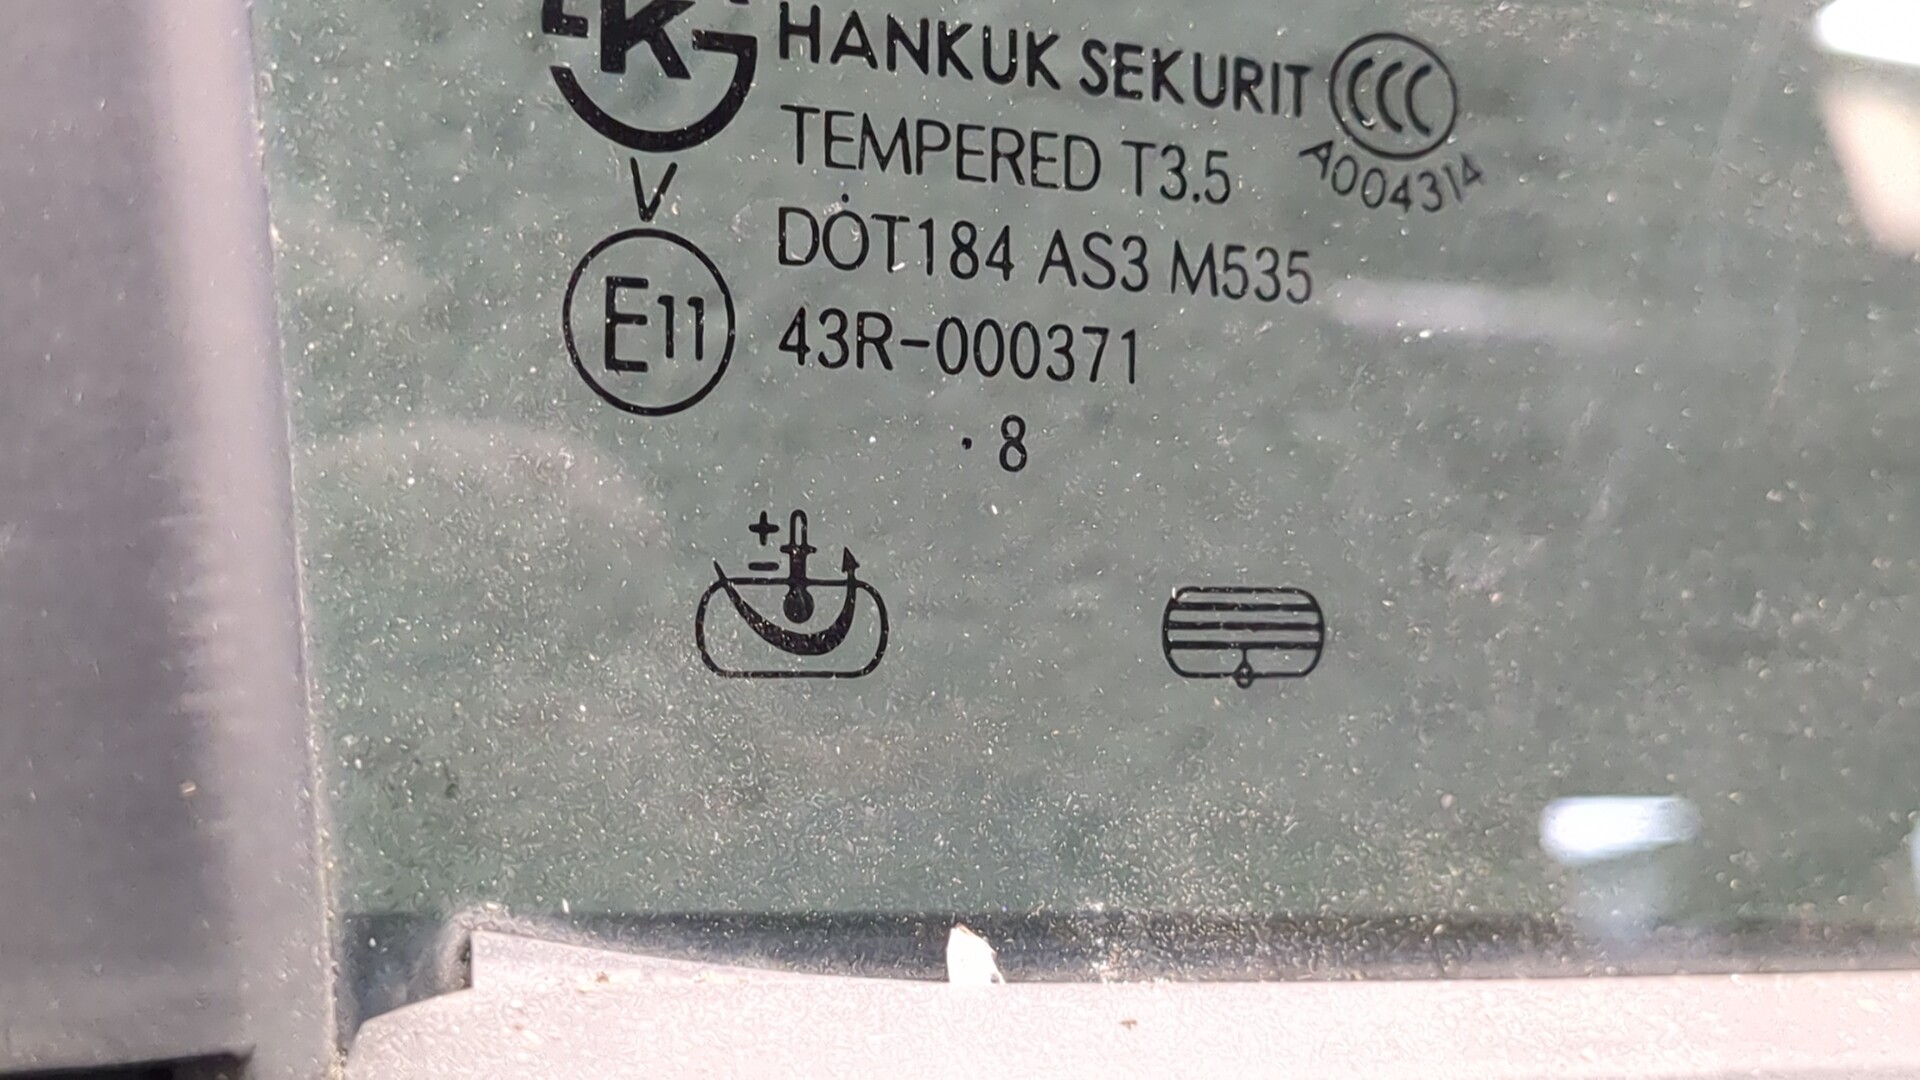 HANKUK SEKURIT CCC
TEMPERED T3.5 A004314
V
DOT184 AS3 M535
E11 43R-000371
· 8